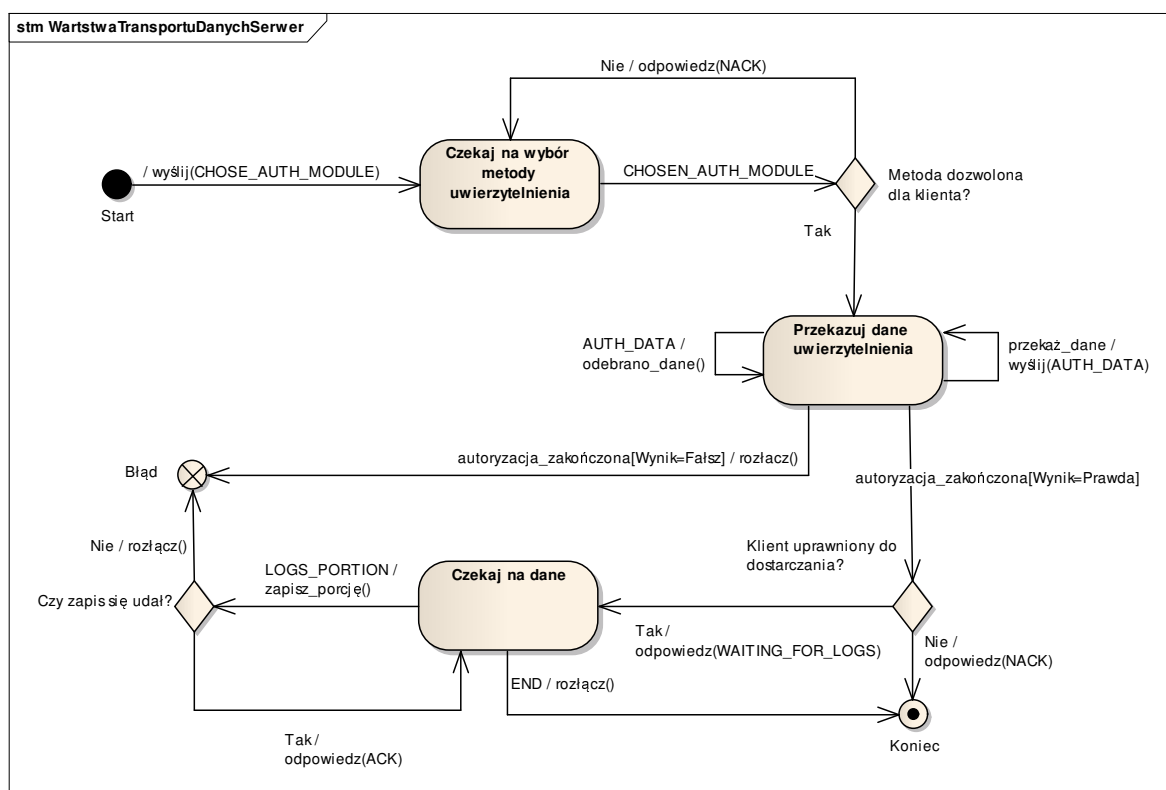 stm WartstwaTransportuDanychSerwer
Nie / odpowiedz(NACK)
Czekaj na wybór
metody
uwierzytelnienia
/ wyślij(CHOSE_AUTH_MODULE)
CHOSEN_AUTH_MODULE
Metoda dozwolona
dla klienta?
Start
Tak
Przekazuj dane
uwierzytelnienia
AUTH_DATA /
odebrano_dane()
przekaż_dane /
wyślij(AUTH_DATA)
autoryzacja_zakończona[Wynik=Fałsz] / rozłacz()
Błąd
autoryzacja_zakończona[Wynik=Prawda]
Nie / rozłącz()
Klient uprawniony do
dostarczania?
LOGS_PORTION /
zapisz_porcję()
Czekaj na dane
Czy zapis się udał?
Tak /
odpowiedz(WAITING_FOR_LOGS)
Nie /
odpowiedz(NACK)
END / rozłącz()
Tak /
odpowiedz(ACK)
Koniec